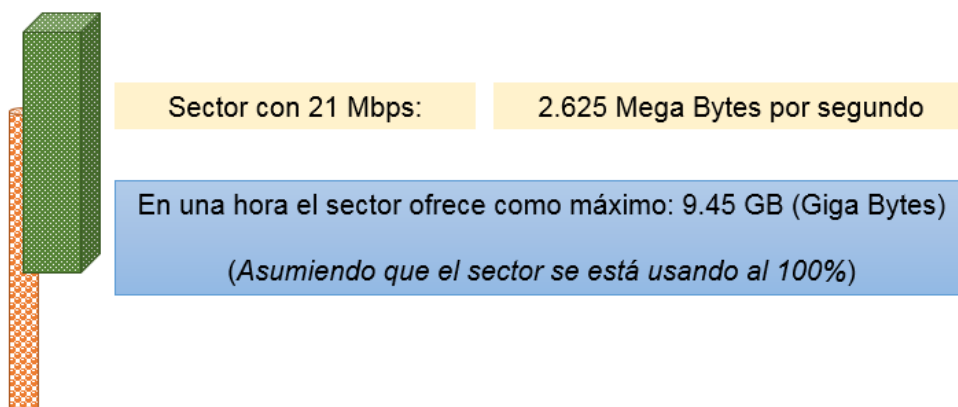 Sector con 21 Mbps:
2.625 Mega Bytes por segundo
En una hora el sector ofrece como máximo: 9.45 GB (Giga Bytes)
(Asumiendo que el sector se está usando al 100%)